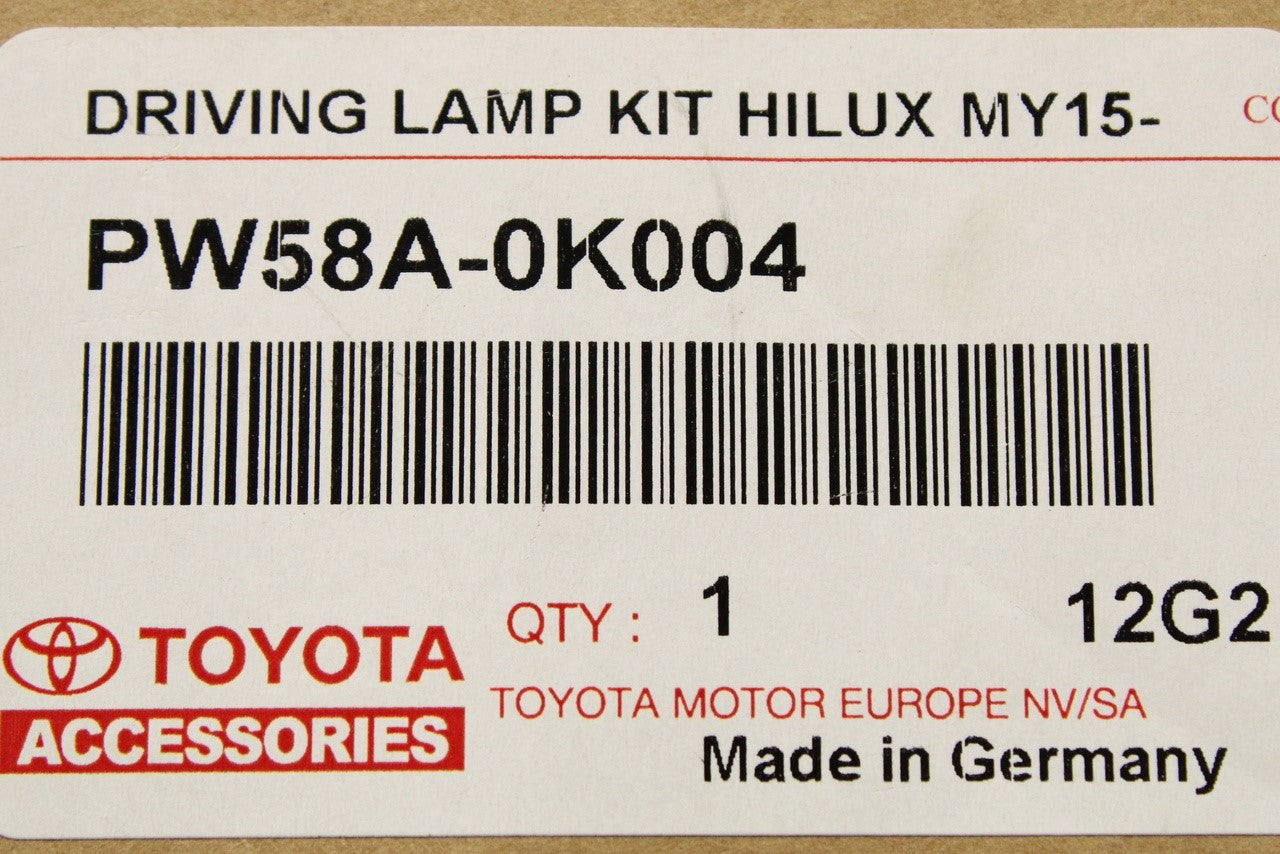 DRIVING LAMP KIT HILUX MY15-
PW58A-0K004
QTY : 1
12G2
TOYOTA
ACCESSORIES
TOYOTA MOTOR EUROPE NV/SA
Made in Germany